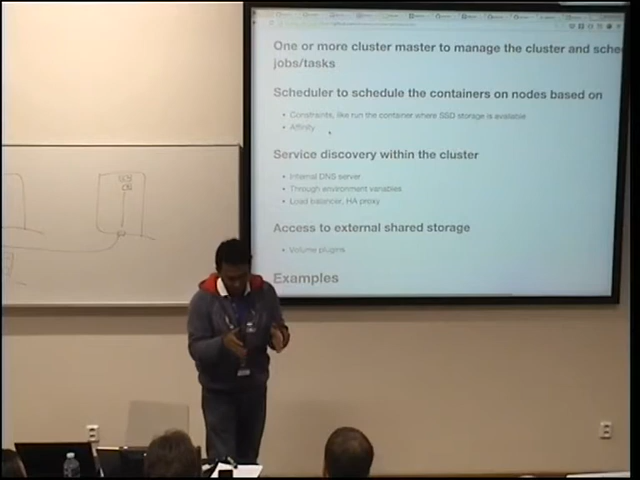 One or more cluster master to manage the cluster and sche
jobs/tasks
Scheduler to schedule the containers on nodes based on
• Constraints, like run the container where SSD storage is available
• Affinity
Service discovery within the cluster
• Internal DNS server
• Through environment variables
• Load balancer, HA proxy
Access to external shared storage
• Volume plugins
Examples